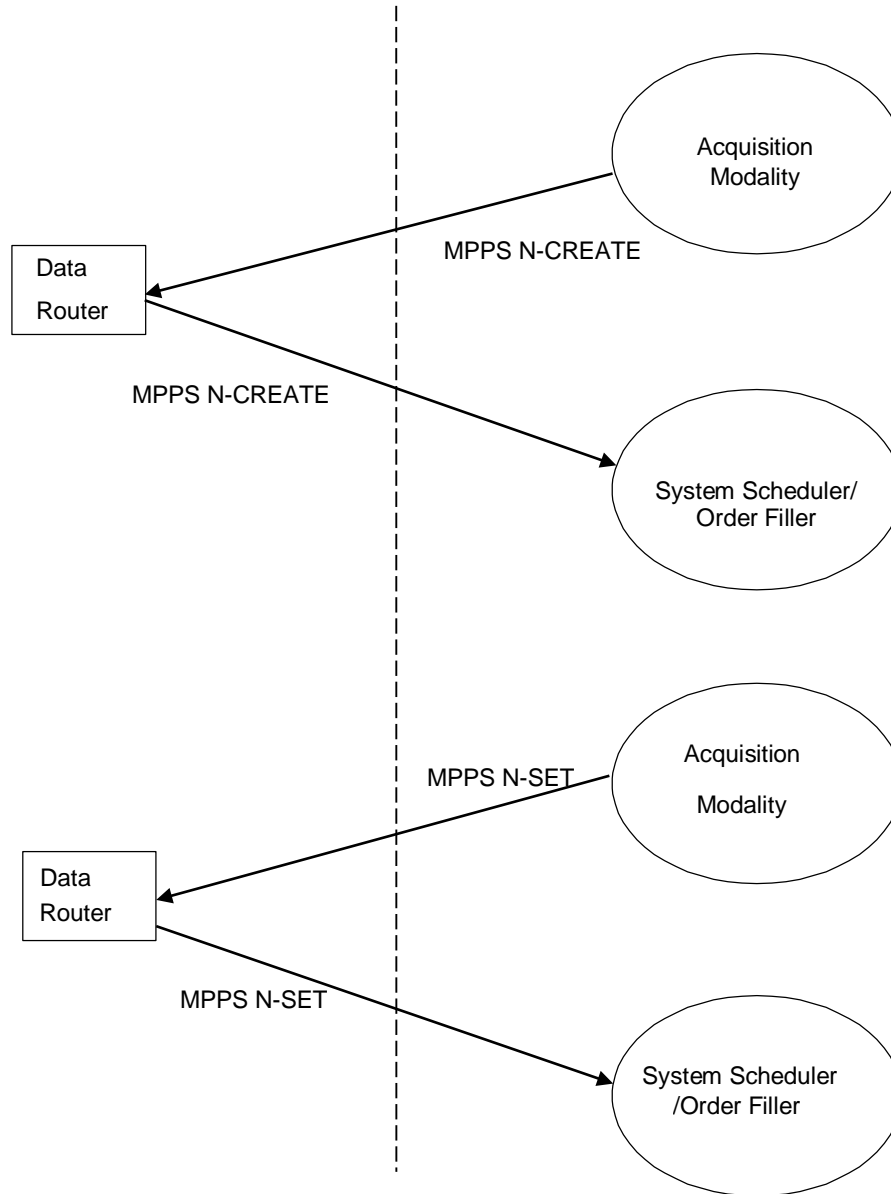 Acquisition
Modality
MPPS N-CREATE
Data
Router
MPPS N-CREATE
System Scheduler/
Order Filler
Acquisition
Modality
MPPS N-SET
Data
Router
MPPS N-SET
System Scheduler
/Order Filler